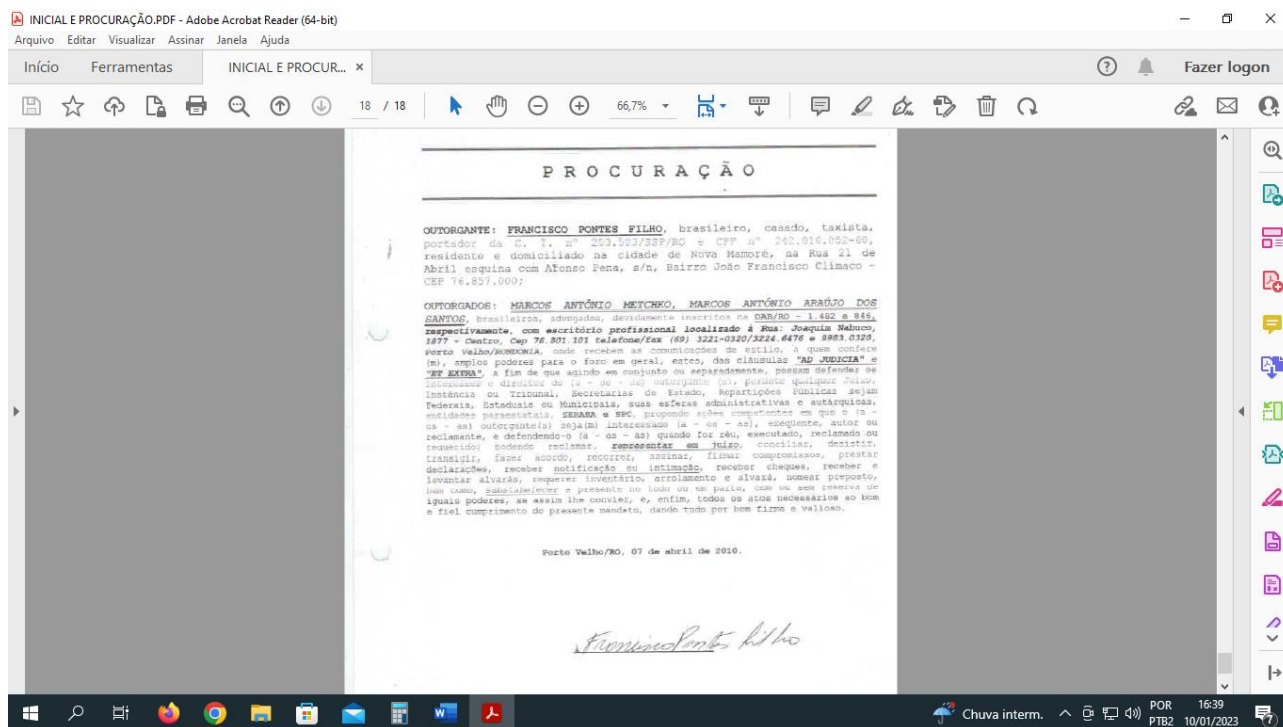 INICIAL E PROCURAÇÃO.PDF - Adobe Acrobat Reader (64-bit)
Arquivo Editar Visualizar Assinar Janela Ajuda
Início Ferramentas INICIAL E PROCUR... × Fazer logon
18 / 18 66,7%
PROCURAÇÃO
OUTORGANTE: FRANCISCO PONTES FILHO, brasileiro, casado, taxista,
portador da C. I. nº 253.523/SSP/RO e CPF nº
residente e domiciliado na cidade de Nova Mamoré, na Rua 21 de
Abril esquina com Afonso Pena, s/n, Bairro João Francisco Clímaco -
CEP 76.857.000;
OUTORGADOS: MARCOS ANTÔNIO METCHKO, MARCOS ANTÔNIO ARAÚJO DOS
SANTOS, brasileiros, advogados, devidamente inscritos na OAB/RO - 1.482 e 846,
respectivamente, com escritório profissional localizado à Rua: Joaquim Nabuco,
1877 - Centro, Cep 76.801.101 telefone/fax (69) 3221-0320/3224.6476 e 9983.0320,
Porto Velho/RONDONIA, onde recebem as comunicações de estilo, a quem confere
(m), amplos poderes para o foro em geral, estes, das cláusulas "AD JUDICIA" e
"ET EXTRA", a fim de que agindo em conjunto ou separadamente, possam defender os
interesses e direitos do (a - os - as) outorgante (s), perante qualquer Juízo,
Instância ou Tribunal, Secretarias de Estado, Repartições Públicas sejam
Federais, Estaduais ou Municipais, suas esferas administrativas e autárquicas,
entidades paraestatais, SERASA e SPC, propondo ações competentes em que o (a -
os - as) outorgante(s) seja(m) interessado (a - os - as), exeqüente, autor ou
reclamante, e defendendo-o (a - os - as) quando for réu, executado, reclamado ou
requerido; podendo reclamar, representar em juízo, conciliar, desistir,
transigir, fazer acordo, recorrer, assinar, firmar compromissos, prestar
declarações, receber notificação ou intimação, receber cheques, receber e
levantar alvarás, requerer inventário, arrolamento e alvará, nomear preposto,
bem como, substabelecer a presente no todo ou em parte, com ou sem reserva de
iguais poderes, se assim lhe convier, e, enfim, todos os atos necessários ao bom
e fiel cumprimento do presente mandato, dando tudo por bom firme e valioso.
Porto Velho/RO, 07 de abril de 2010.
Francisco Pontes Filho
Chuva interm. POR 16:39
PTB2 10/01/2023